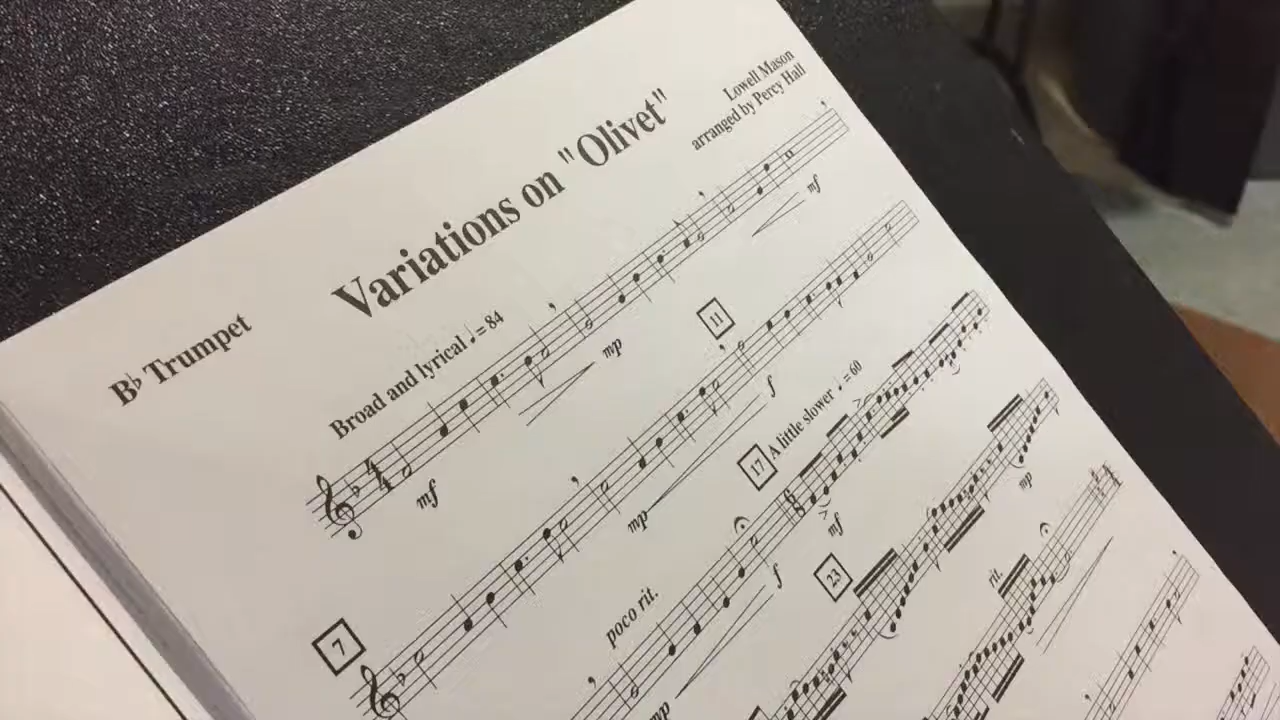 Lowell Mason
arranged by Percy Hall
Variations on "Olivet"
B♭ Trumpet
Broad and lyrical ♩ = 84
mf
mp
mf
7
11
mp
f
poco rit.
17
A little slower ♩. = 60
mp
f
mf
23
mp
rit.